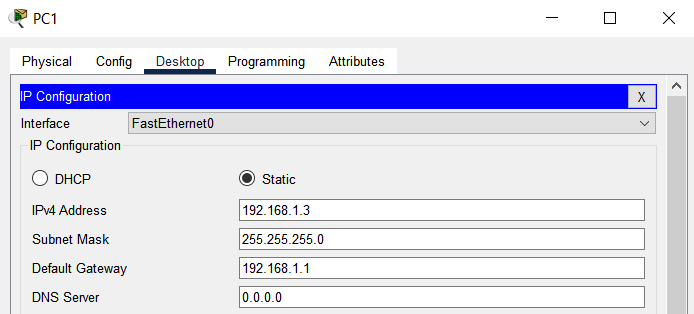 PC1
Physical Config Desktop Programming Attributes
IP Configuration X
Interface FastEthernet0
IP Configuration
DHCP Static
IPv4 Address 192.168.1.3
Subnet Mask 255.255.255.0
Default Gateway 192.168.1.1
DNS Server 0.0.0.0